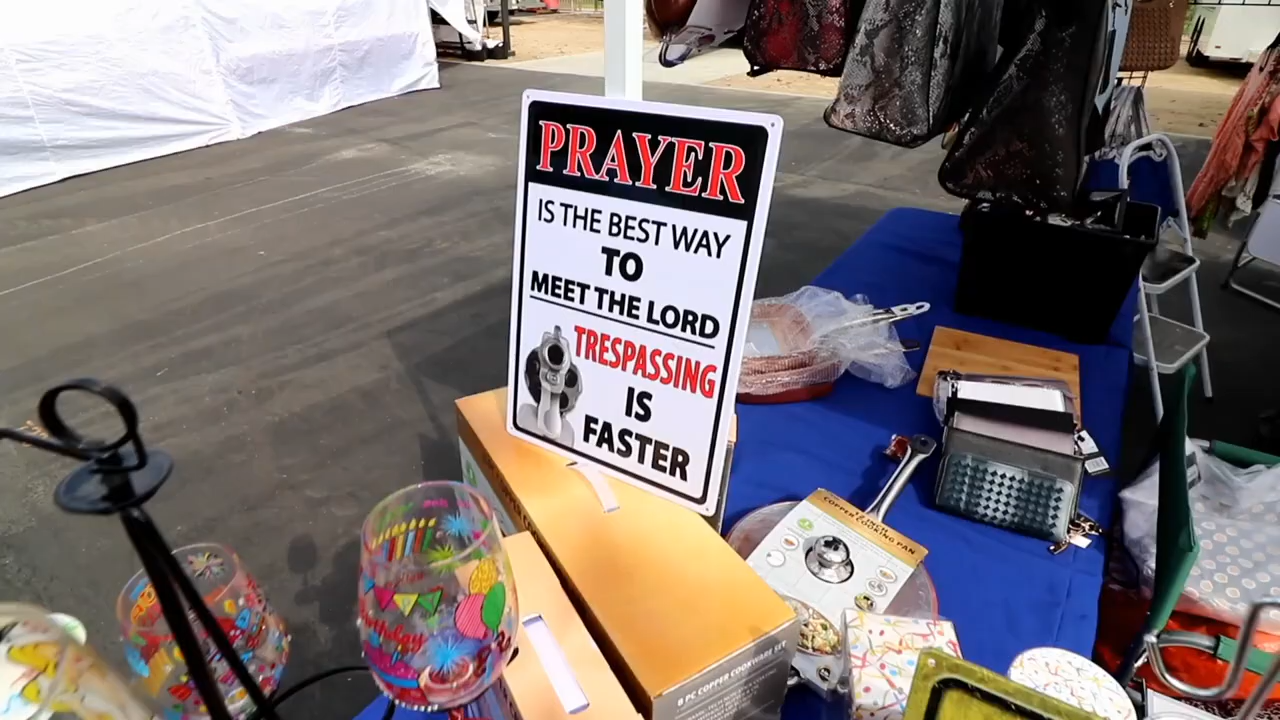 PRAYER
IS THE BEST WAY
TO
MEET THE LORD
TRESPASSING
IS
FASTER
COPPER COOKING PAN
8 PC COPPER COOKWARE SET
Birthday